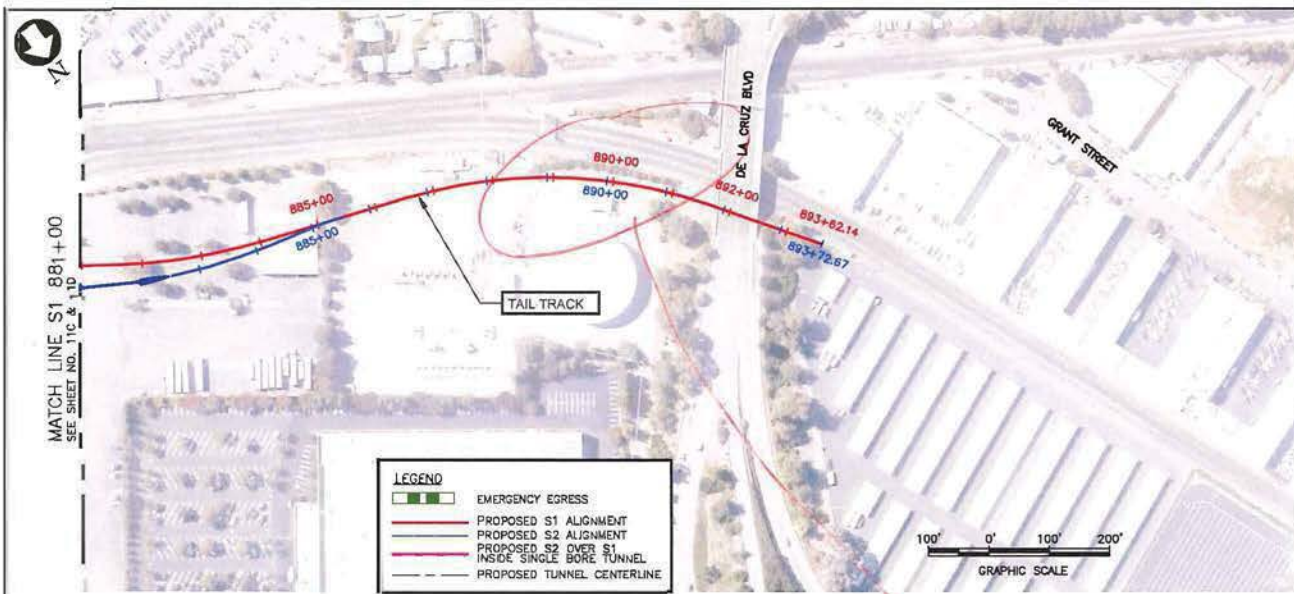 N
DE LA CRUZ BLVD
GRANT STREET
890+00
885+00
892+00
890+00
893+62.14
885+00
893+72.67
MATCH LINE S1 881+00
SEE SHEET NO. 11C & 11D
TAIL TRACK
LEGEND
EMERGENCY EGRESS
PROPOSED S1 ALIGNMENT
PROPOSED S2 ALIGNMENT
PROPOSED S2 OVER S1
INSIDE SINGLE BORE TUNNEL
PROPOSED TUNNEL CENTERLINE
100' 0' 100' 200'
GRAPHIC SCALE